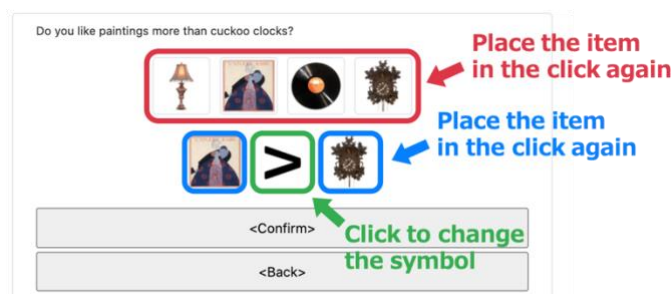 Do you like paintings more than cuckoo clocks?
Place the item
in the click again
Place the item
in the click again
>
<Confirm>
Click to change
the symbol
<Back>